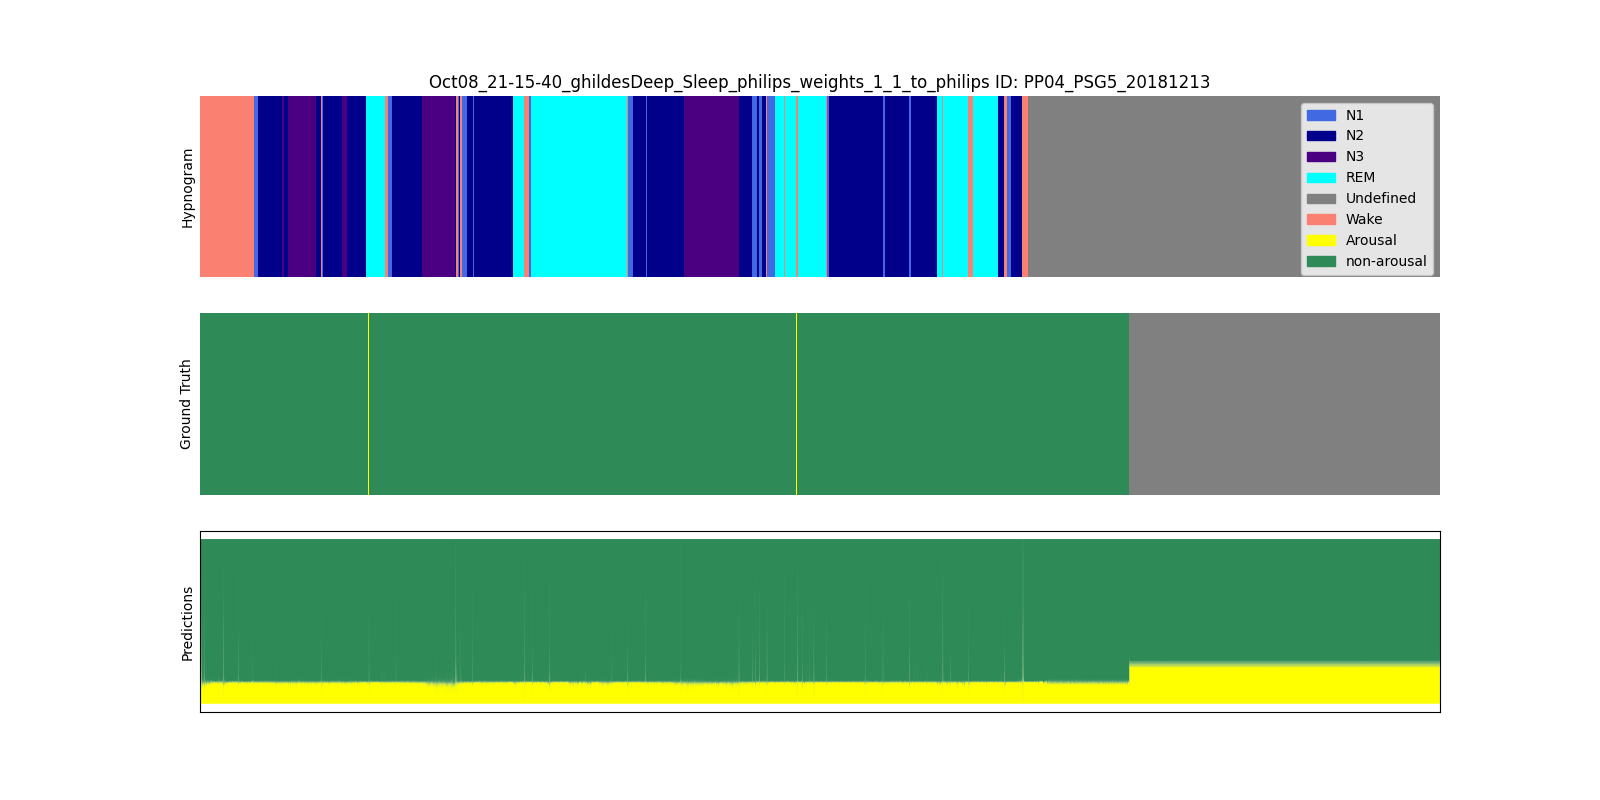 Oct08_21-15-40_ghildesDeep_Sleep_philips_weights_1_1_to_philips ID: PP04_PSG5_20181213
Hypnogram
N1
N2
N3
REM
Undefined
Wake
Arousal
non-arousal
Ground Truth
Predictions